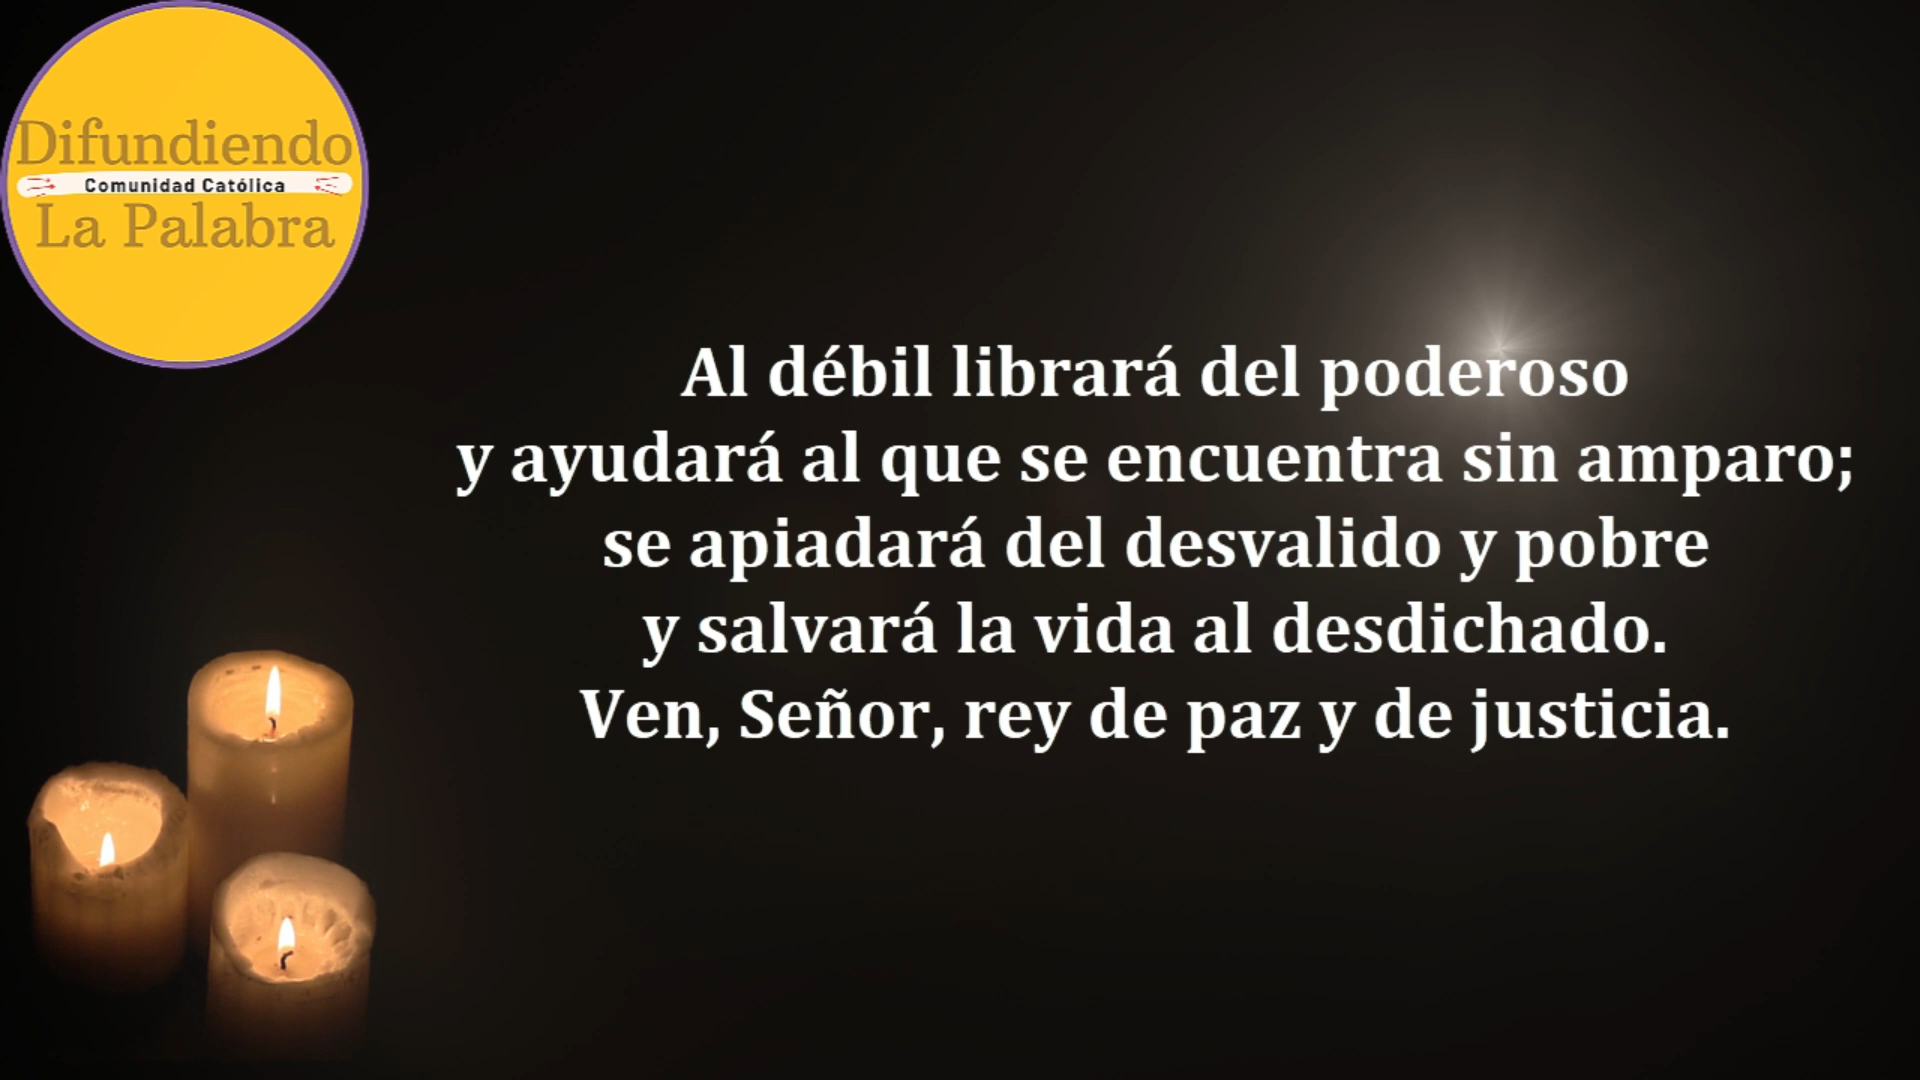 Difundiendo
Comunidad Católica
La Palabra
Al débil librará del poderoso
y ayudará al que se encuentra sin amparo;
se apiadará del desvalido y pobre
y salvará la vida al desdichado.
Ven, Señor, rey de paz y de justicia.